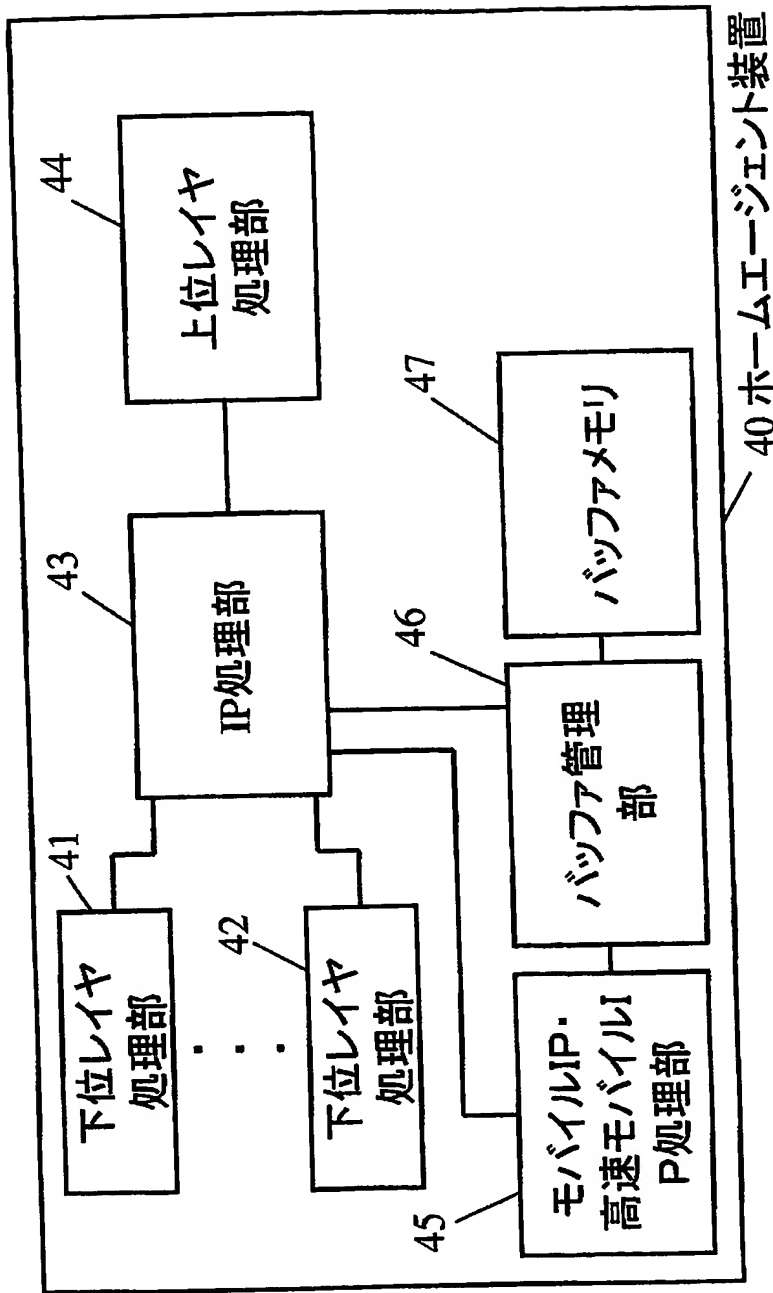 41
下位レイヤ
処理部
・・・
42
下位レイヤ
処理部
43
IP処理部
44
上位レイヤ
処理部
45
モバイルIP・
高速モバイルI
P処理部
46
バッファ管理
部
47
バッファメモリ
40 ホームエージェント装置